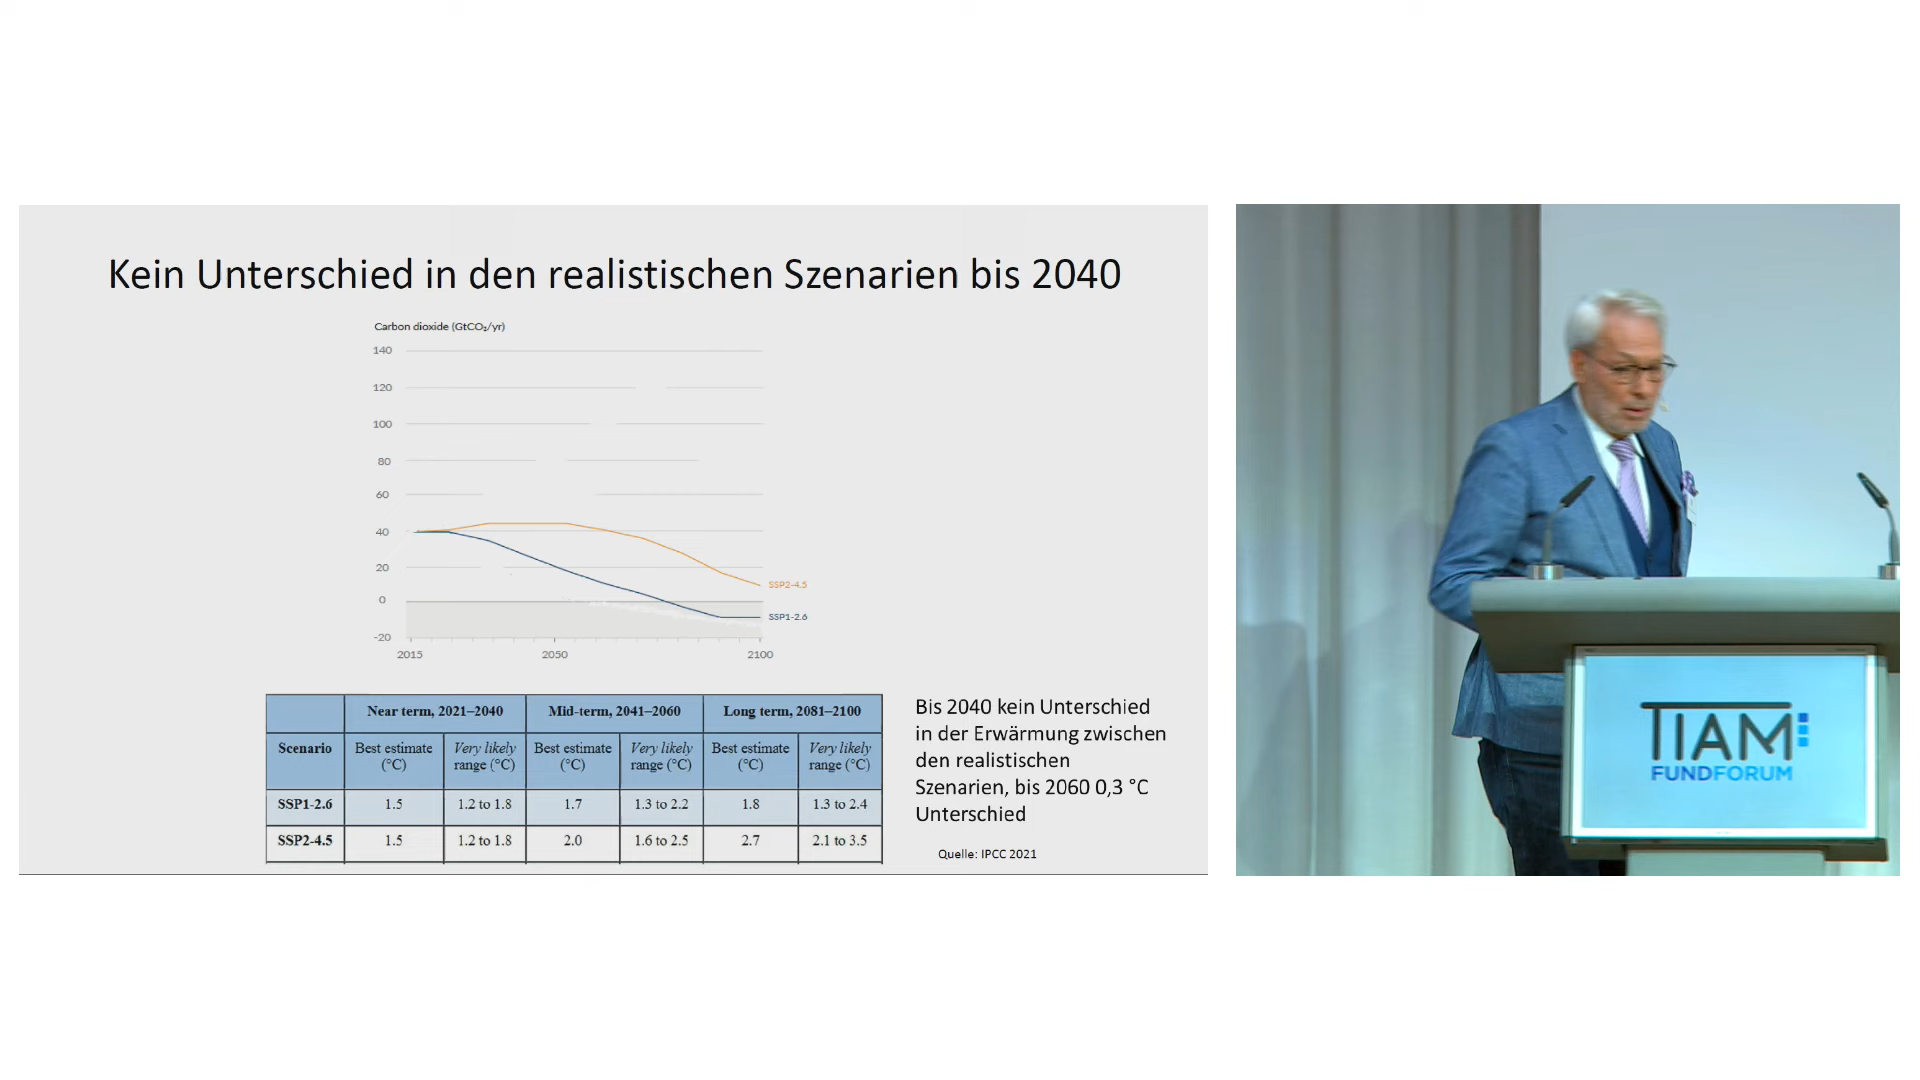 Kein Unterschied in den realistischen Szenarien bis 2040
Carbon dioxide (GtCO₂/yr)
140
120
100
80
60
40
20
0
-20
2015 2050 2100
SSP2-4.5
SSP1-2.6
Near term, 2021–2040 Mid-term, 2041–2060 Long term, 2081–2100
Scenario Best estimate (°C) Very likely range (°C) Best estimate (°C) Very likely range (°C) Best estimate (°C) Very likely range (°C)
SSP1-2.6 1.5 1.2 to 1.8 1.7 1.3 to 2.2 1.8 1.3 to 2.4
SSP2-4.5 1.5 1.2 to 1.8 2.0 1.6 to 2.5 2.7 2.1 to 3.5
Bis 2040 kein Unterschied
in der Erwärmung zwischen
den realistischen
Szenarien, bis 2060 0,3 °C
Unterschied
Quelle: IPCC 2021
TIAM
FUNDFORUM